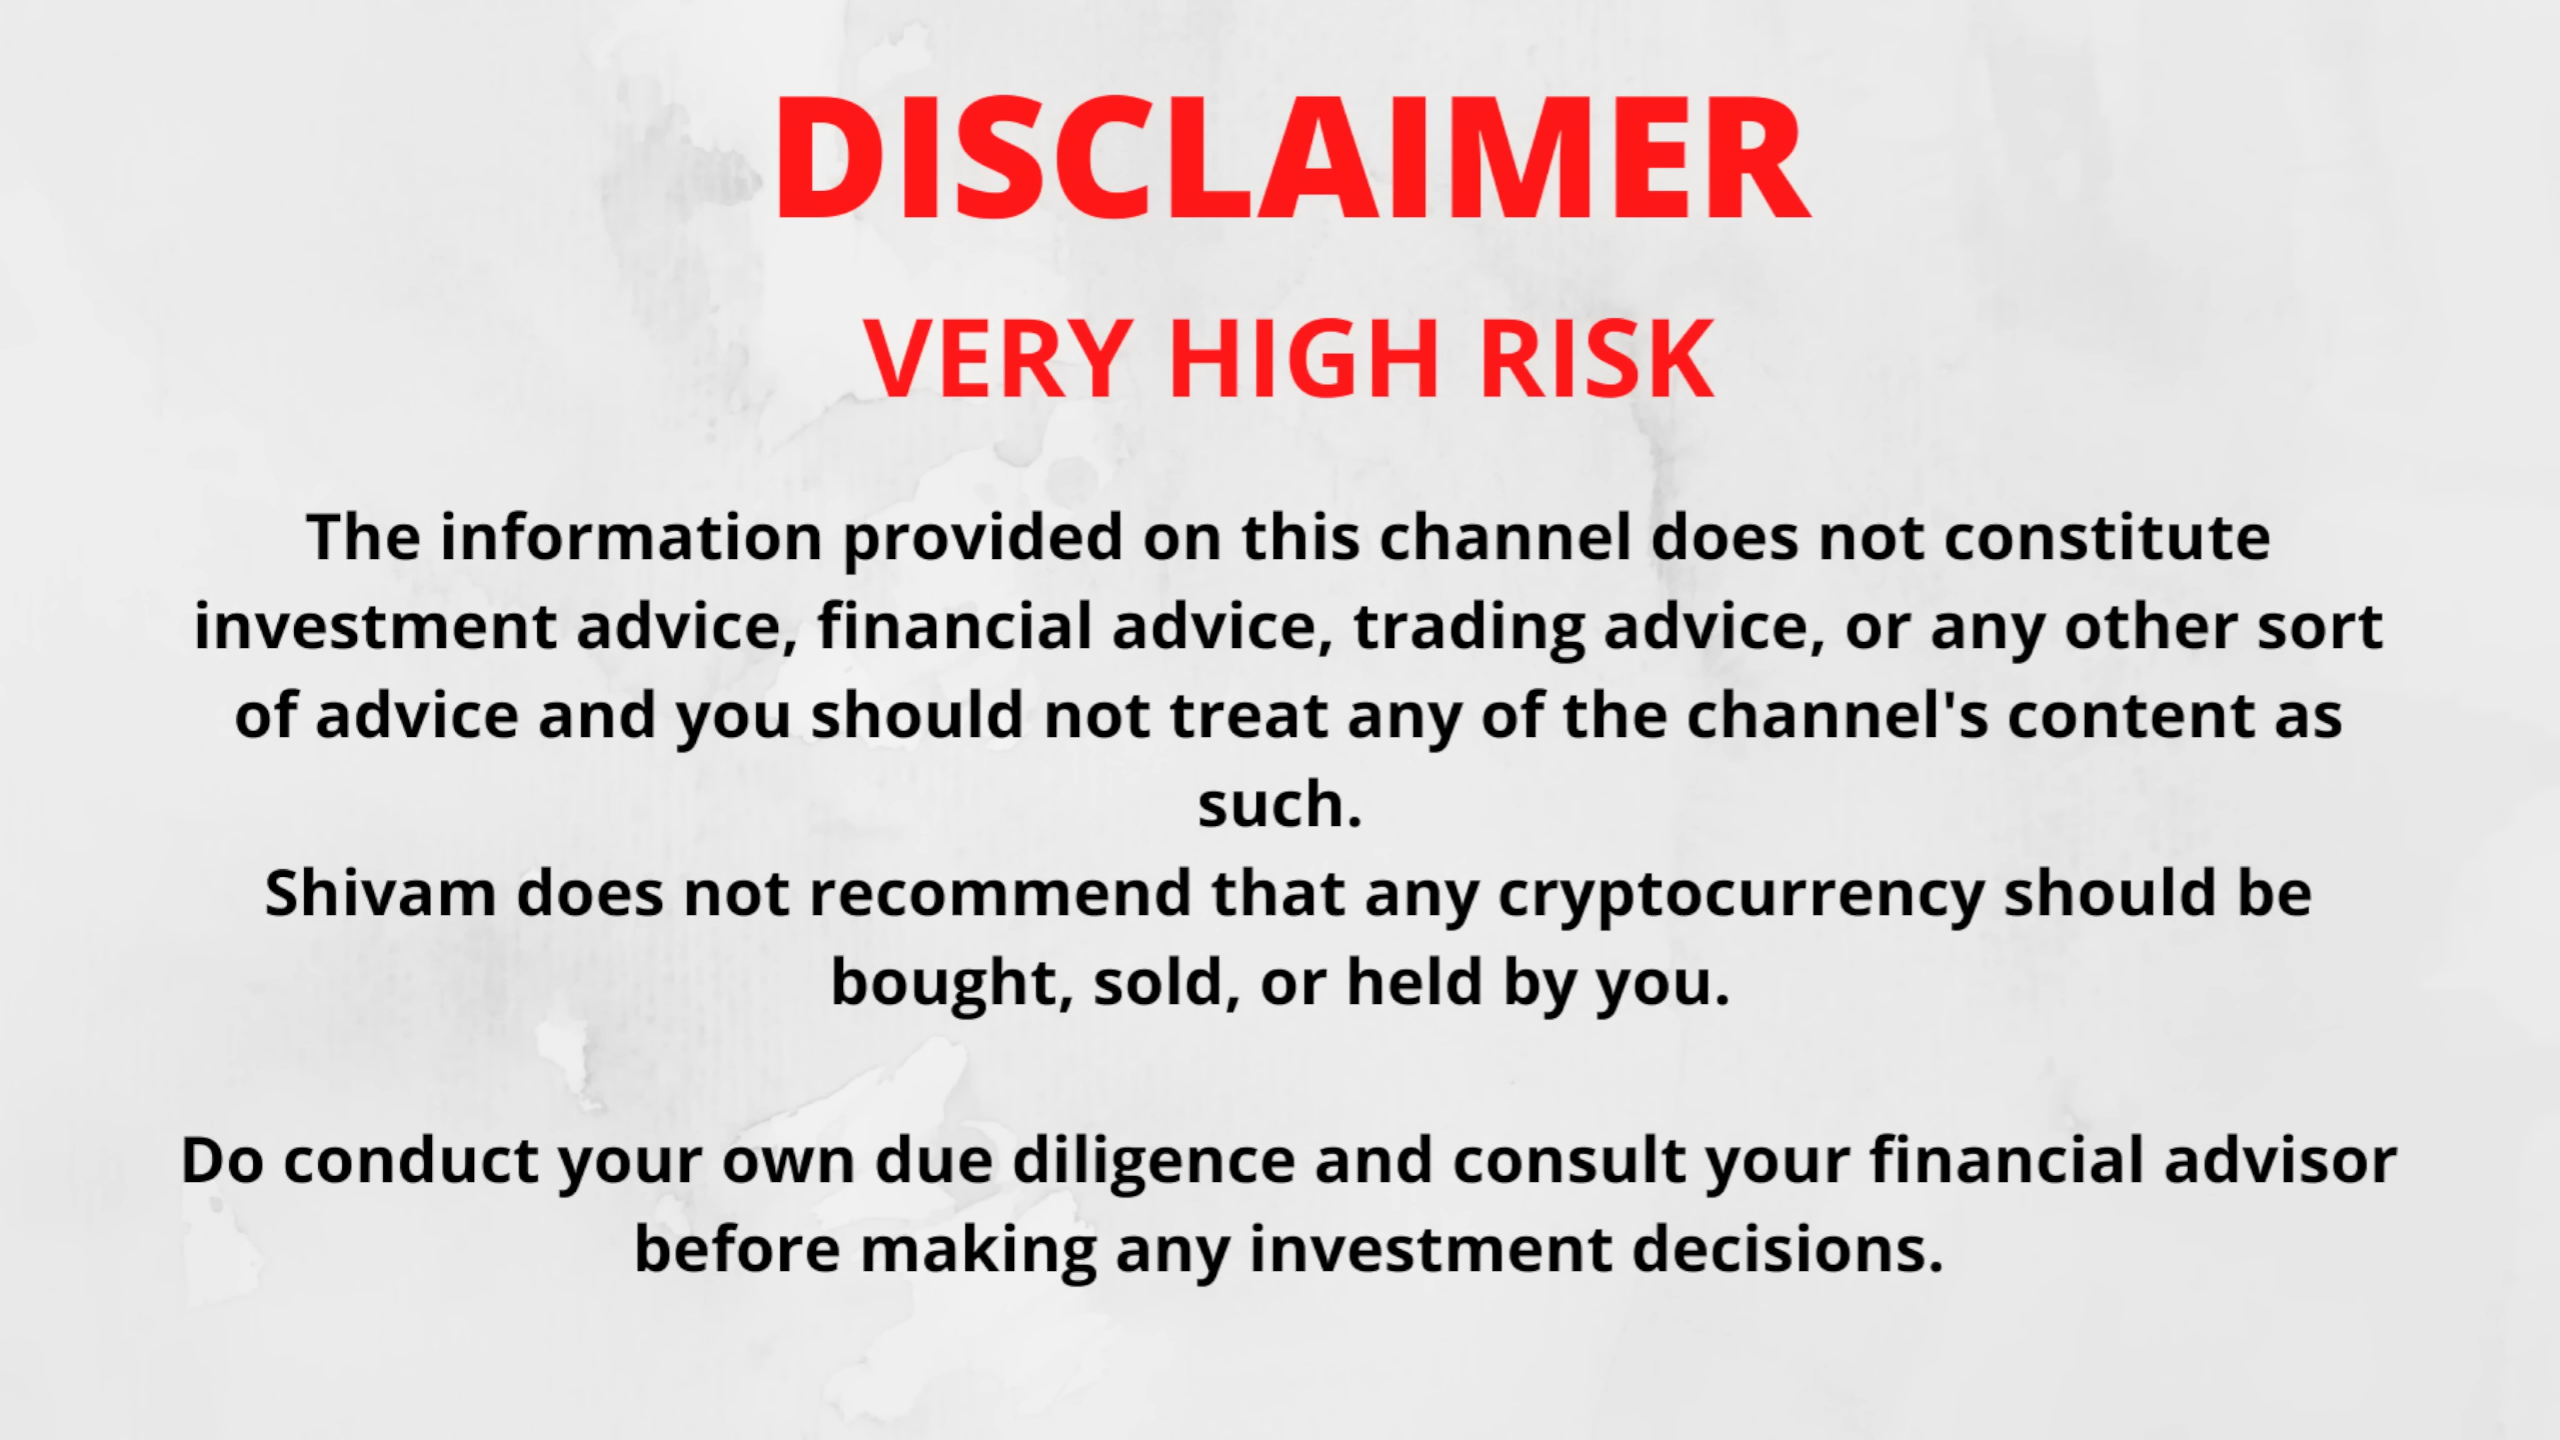 DISCLAIMER
VERY HIGH RISK
The information provided on this channel does not constitute
investment advice, financial advice, trading advice, or any other sort
of advice and you should not treat any of the channel's content as
such.
Shivam does not recommend that any cryptocurrency should be
bought, sold, or held by you.
Do conduct your own due diligence and consult your financial advisor
before making any investment decisions.